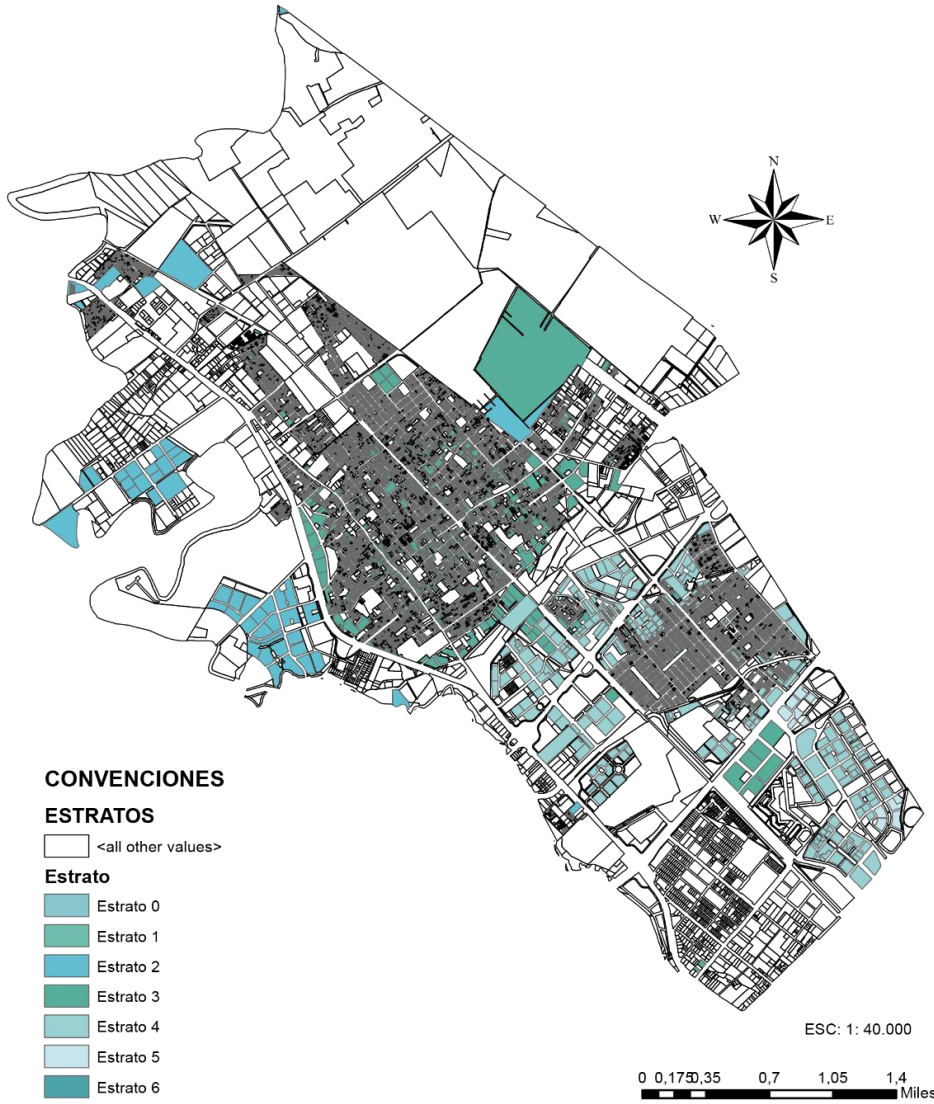 N
W
E
S
CONVENCIONES
ESTRATOS
<all other values>
Estrato
Estrato 0
Estrato 1
Estrato 2
Estrato 3
Estrato 4
Estrato 5
Estrato 6
ESC: 1: 40.000
0 0,175 0,35 0,7 1,05 1,4
Miles